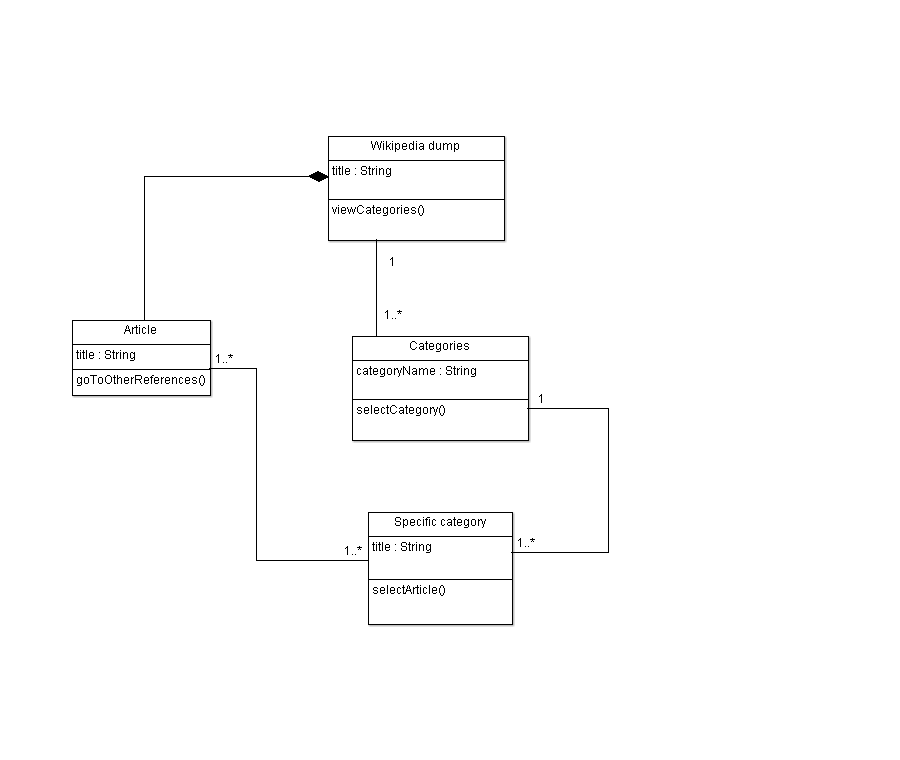 Wikipedia dump
title : String
viewCategories()
1
1..*
Article
title : String
goToOtherReferences()
1..*
Categories
categoryName : String
selectCategory()
1
Specific category
title : String
selectArticle()
1..*
1..*